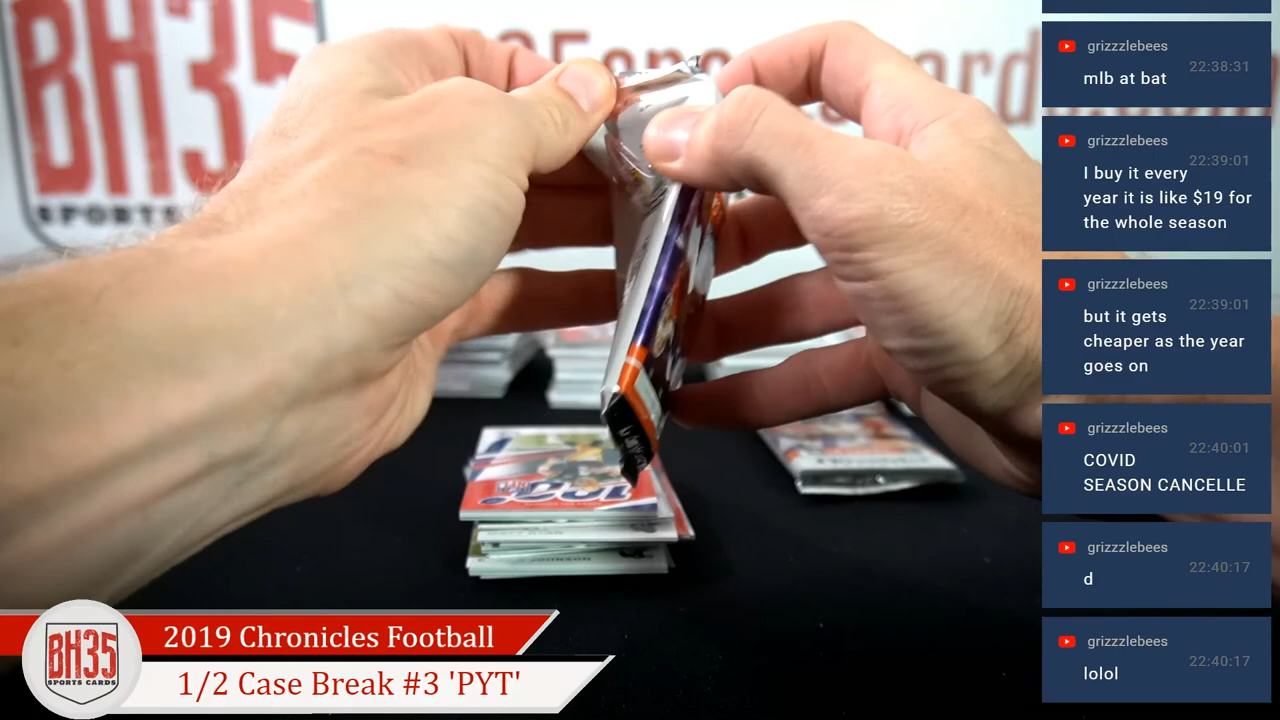 BH35
SPORTS
grizzzlebees
22:38:31
mlb at bat
grizzzlebees
22:39:01
I buy it every
year it is like $19 for
the whole season
grizzzlebees
22:39:01
but it gets
cheaper as the year
goes on
grizzzlebees
22:40:01
COVID
SEASON CANCELLE
grizzzlebees
22:40:17
d
grizzzlebees
22:40:17
lolol
100
BH35
SPORTS CARDS
2019 Chronicles Football
1/2 Case Break #3 'PYT'